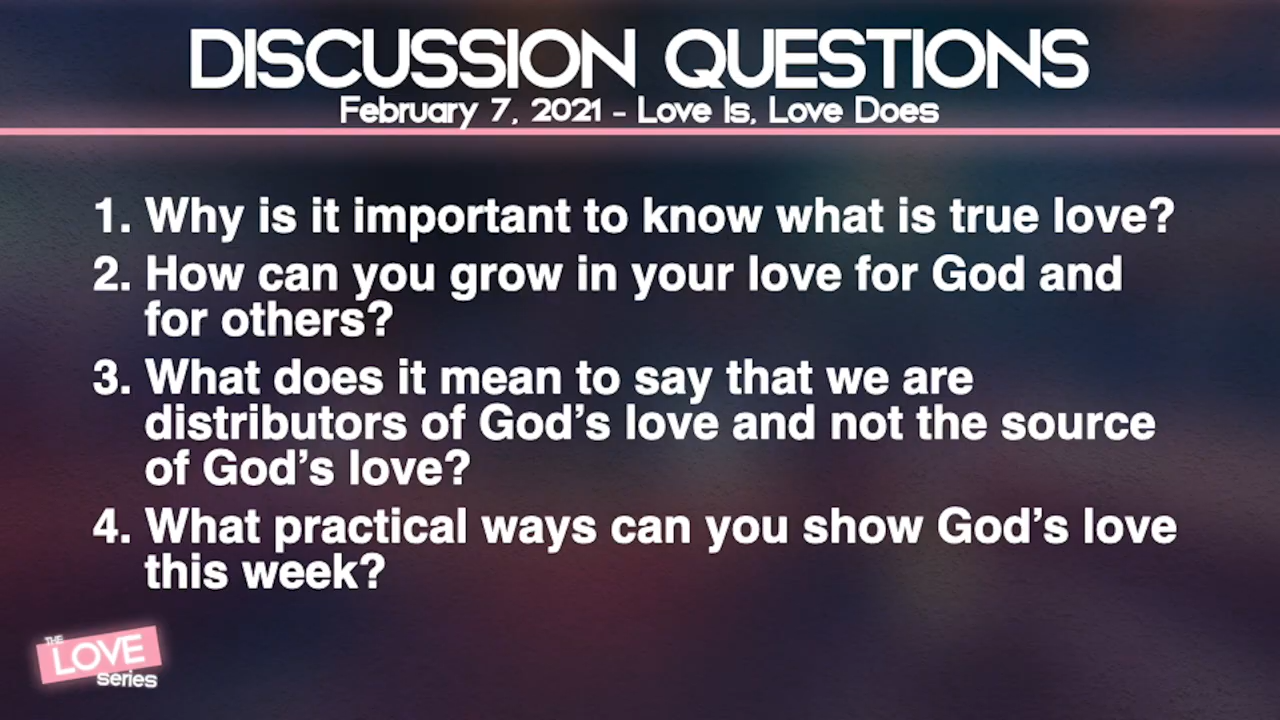 DISCUSSION QUESTIONS
February 7, 2021 - Love Is, Love Does
1. Why is it important to know what is true love?
2. How can you grow in your love for God and
for others?
3. What does it mean to say that we are
distributors of God’s love and not the source
of God’s love?
4. What practical ways can you show God’s love
this week?
THE
LOVE
series